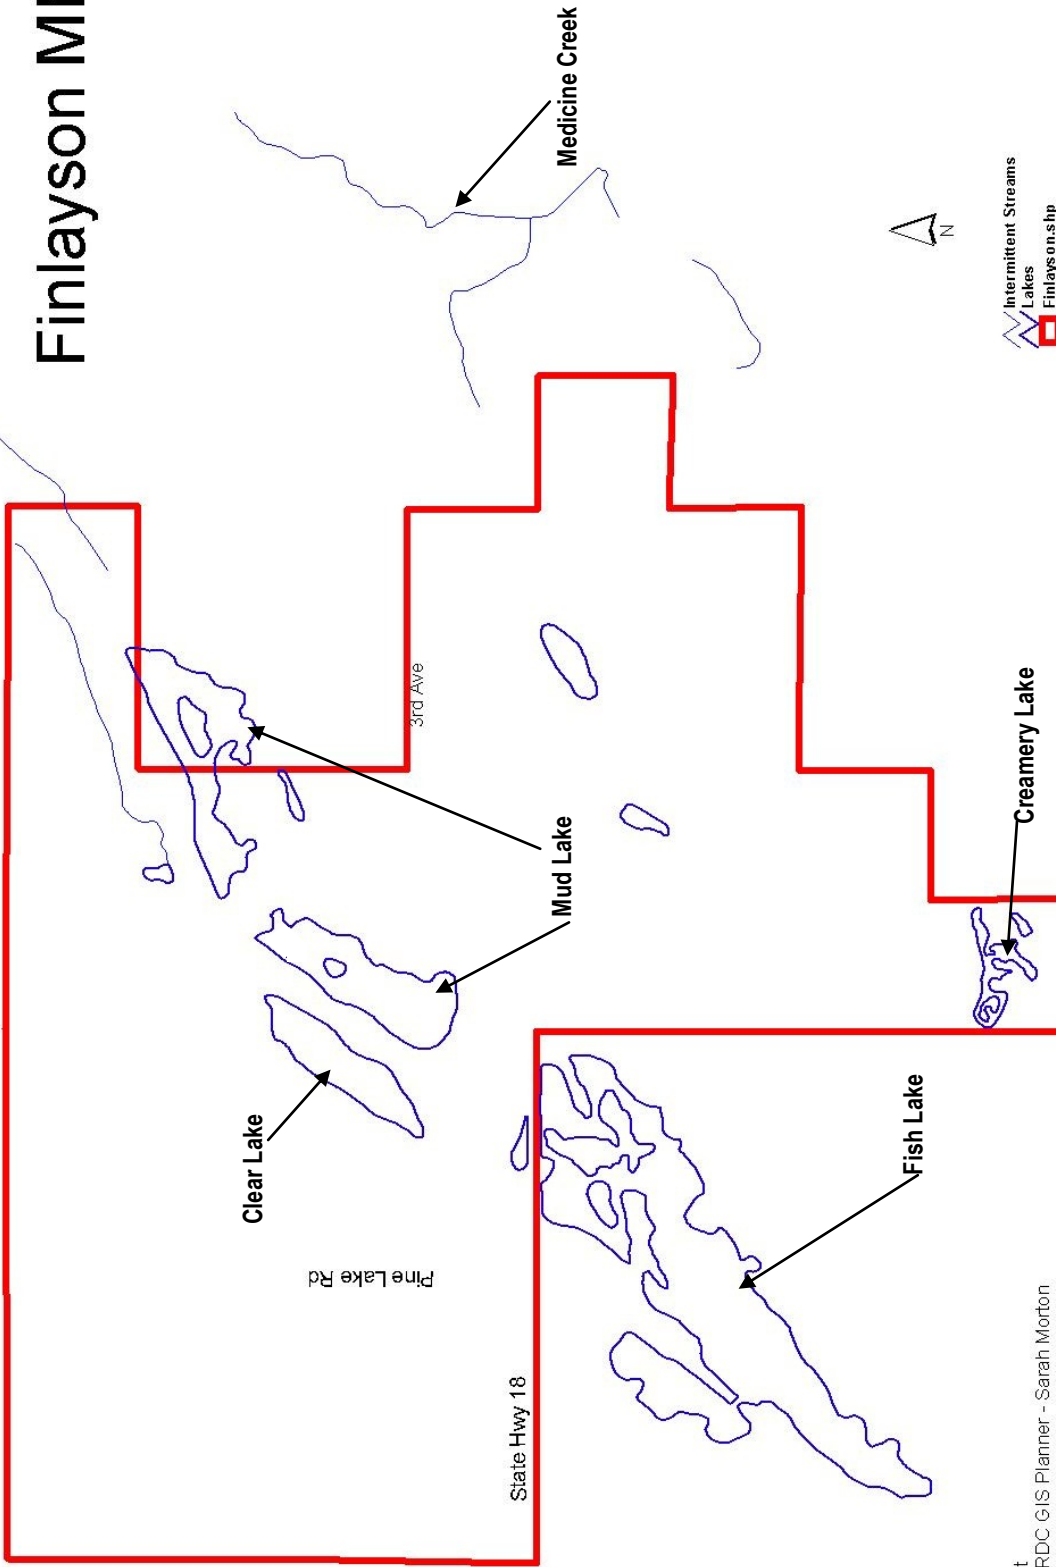 Finlayson
Medicine Creek
3rd Ave
Mud Lake
Creamery Lake
Clear Lake
Fish Lake
Pine Lake Rd
State Hwy 18
N
Intermittent Streams
Lakes
Finlayson.shp
t
RDC GIS Planner - Sarah Morton